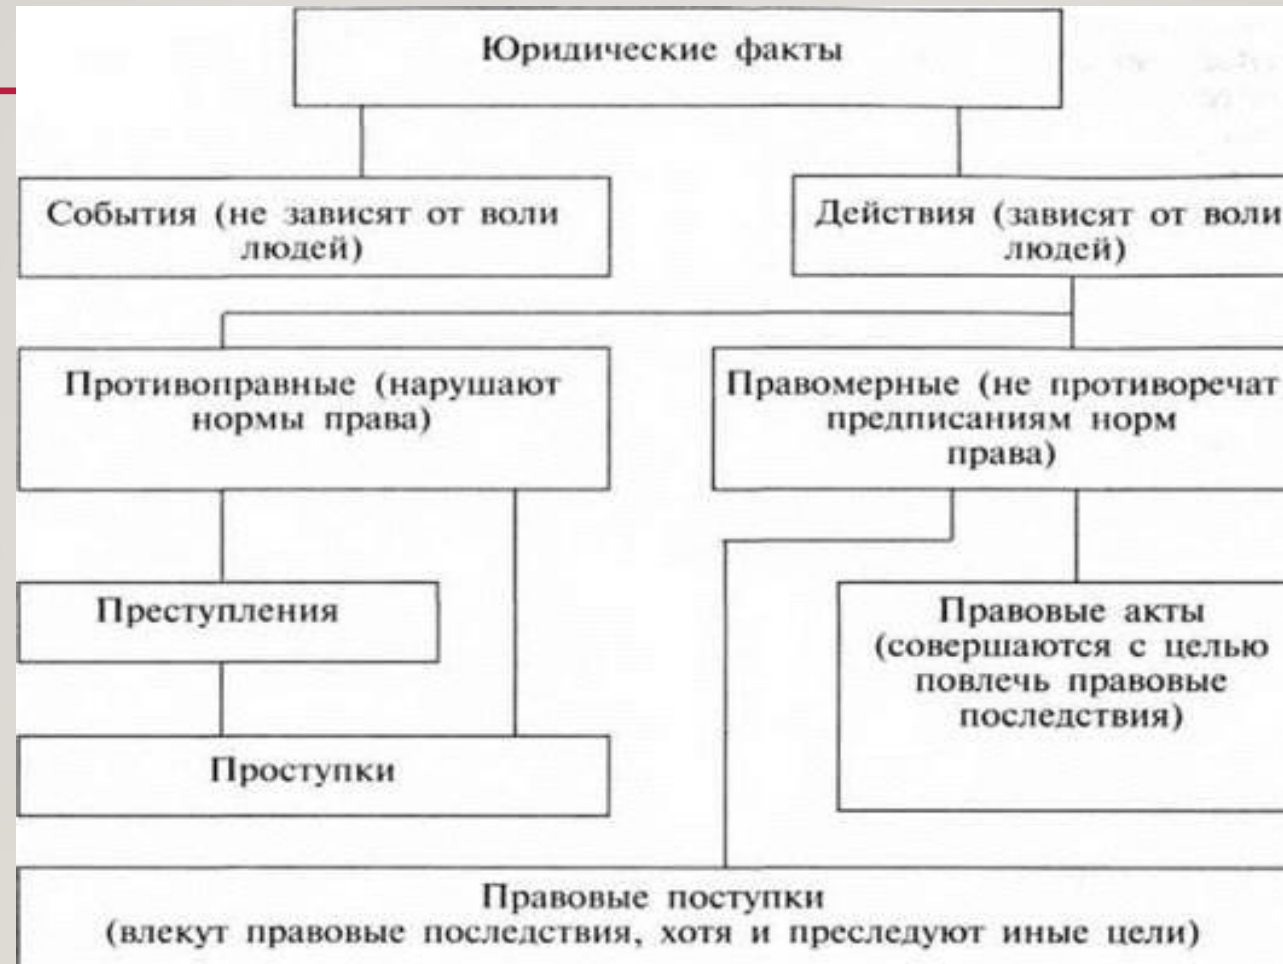 Юридические факты
События (не зависят от воли
людей)
Действия (зависят от воли
людей)
Противоправные (нарушают
нормы права)
Правомерные (не противоречат
предписаниям норм
права)
Преступления
Правовые акты
(совершаются с целью
повлечь правовые
последствия)
Проступки
Правовые поступки
(влекут правовые последствия, хотя и преследуют иные цели)